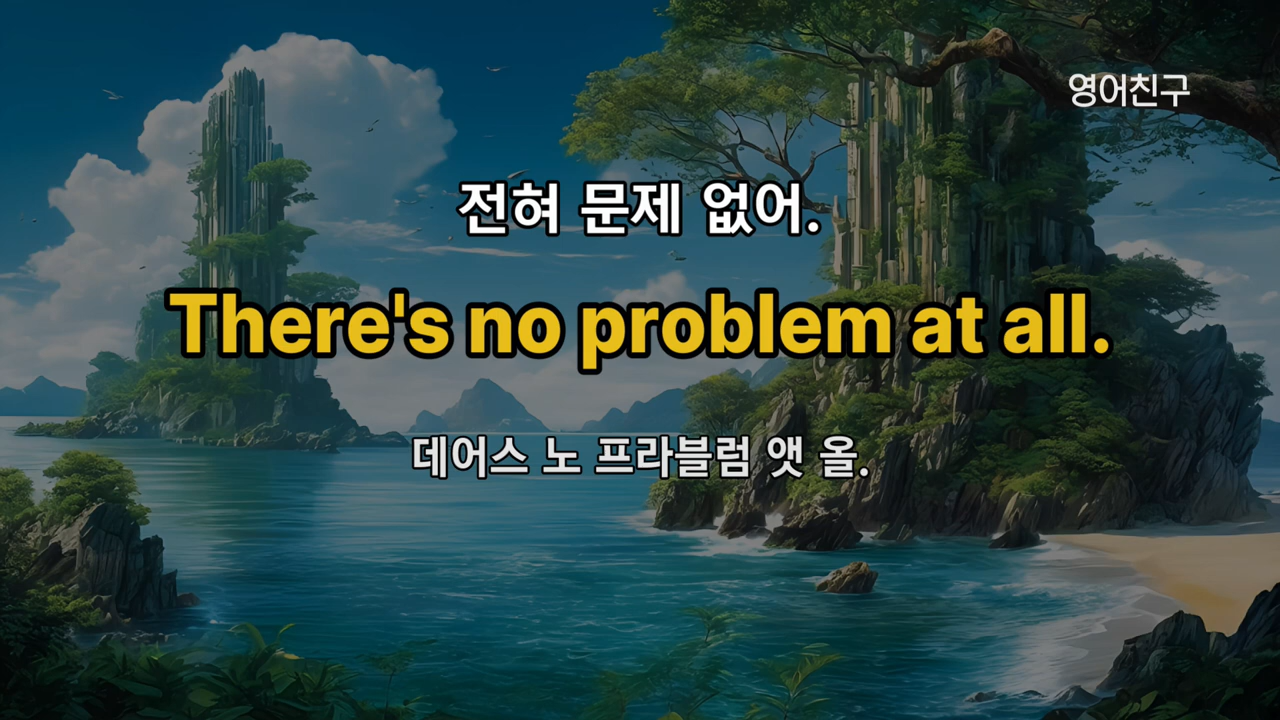 영어친구
전혀 문제 없어.
There's no problem at all.
데어스 노 프라블럼 앳 올.